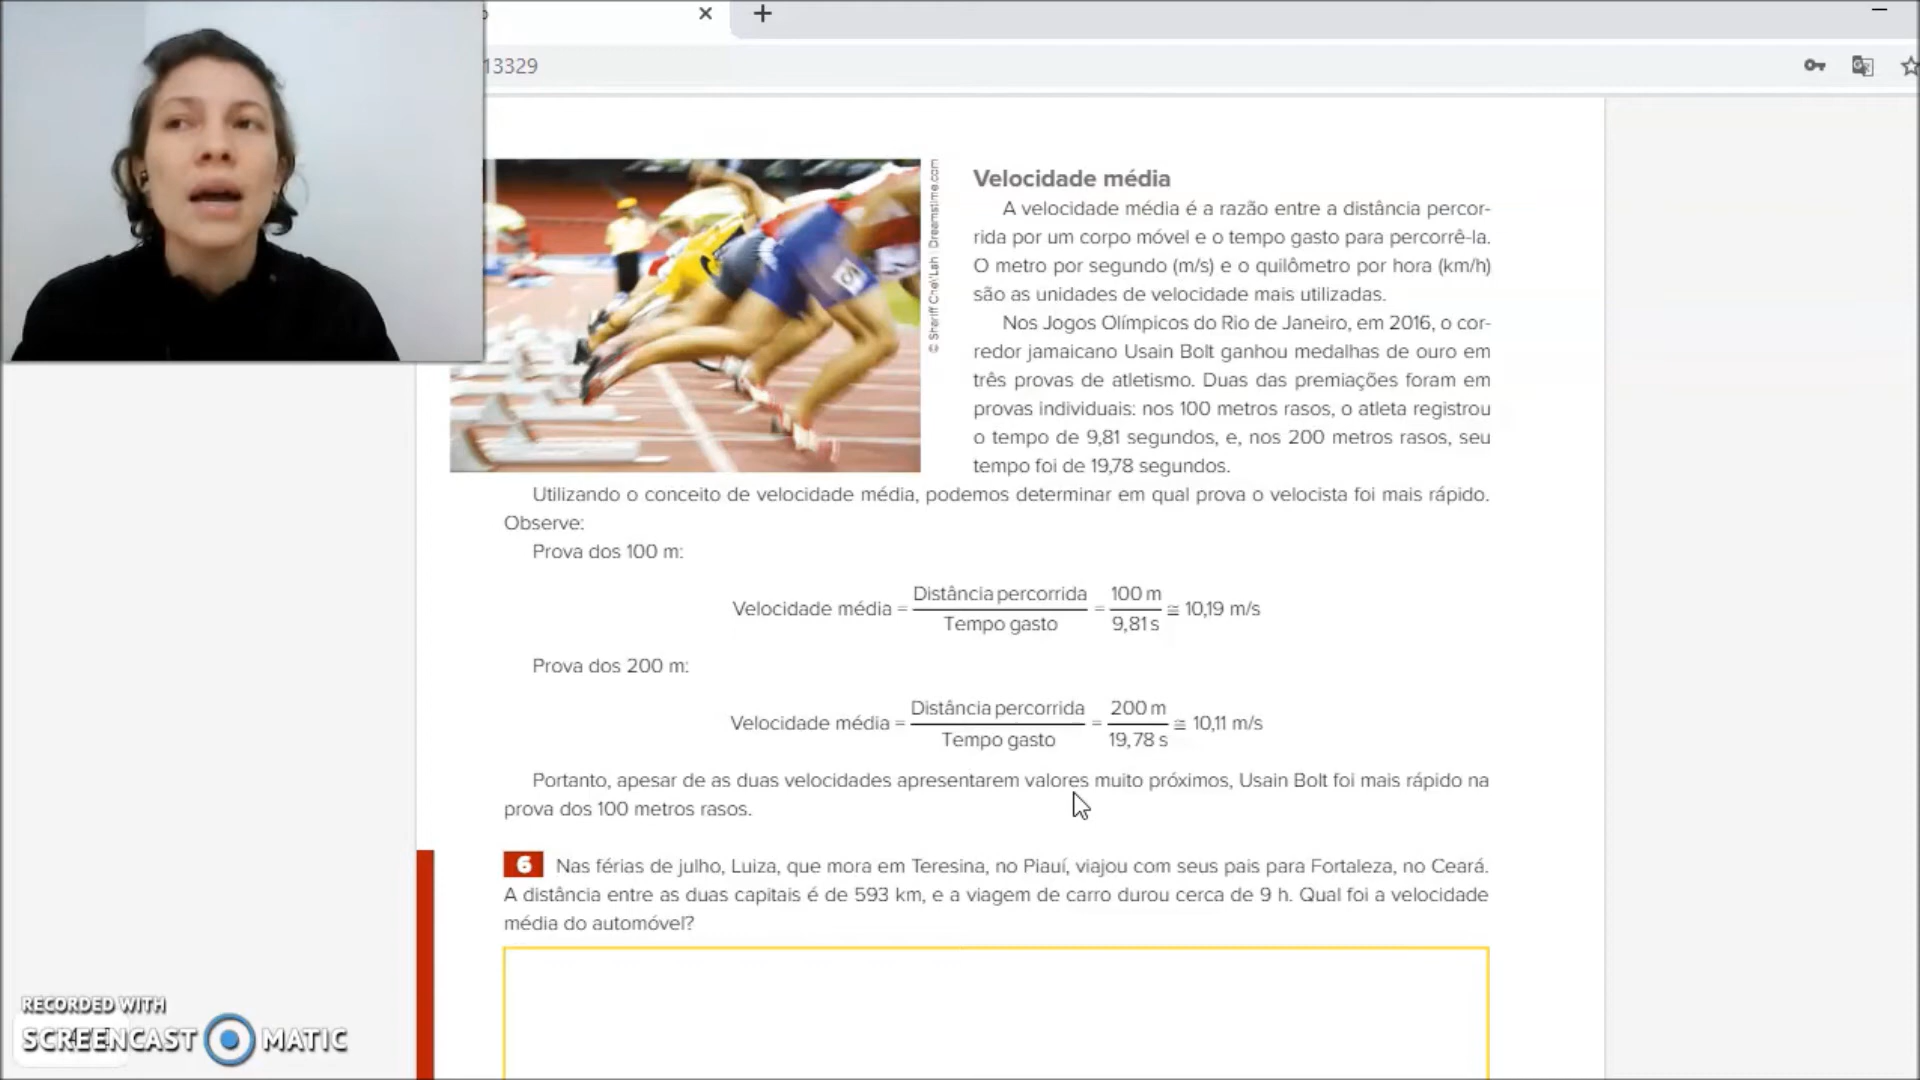 13329
© Sheriff Che\'Lah | Dreamstime.com
Velocidade média
A velocidade média é a razão entre a distância percor-
rida por um corpo móvel e o tempo gasto para percorrê-la.
O metro por segundo (m/s) e o quilômetro por hora (km/h)
são as unidades de velocidade mais utilizadas.
Nos Jogos Olímpicos do Rio de Janeiro, em 2016, o cor-
redor jamaicano Usain Bolt ganhou medalhas de ouro em
três provas de atletismo. Duas das premiações foram em
provas individuais: nos 100 metros rasos, o atleta registrou
o tempo de 9,81 segundos, e, nos 200 metros rasos, seu
tempo foi de 19,78 segundos.
Utilizando o conceito de velocidade média, podemos determinar em qual prova o velocista foi mais rápido.
Observe:
Prova dos 100 m:
Velocidade média = Distância percorrida / Tempo gasto = 100 m / 9,81 s ≅ 10,19 m/s
Prova dos 200 m:
Velocidade média = Distância percorrida / Tempo gasto = 200 m / 19,78 s ≅ 10,11 m/s
Portanto, apesar de as duas velocidades apresentarem valores muito próximos, Usain Bolt foi mais rápido na
prova dos 100 metros rasos.
6 Nas férias de julho, Luiza, que mora em Teresina, no Piauí, viajou com seus pais para Fortaleza, no Ceará.
A distância entre as duas capitais é de 593 km, e a viagem de carro durou cerca de 9 h. Qual foi a velocidade
média do automóvel?
RECORDED WITH
SCREENCAST MATIC